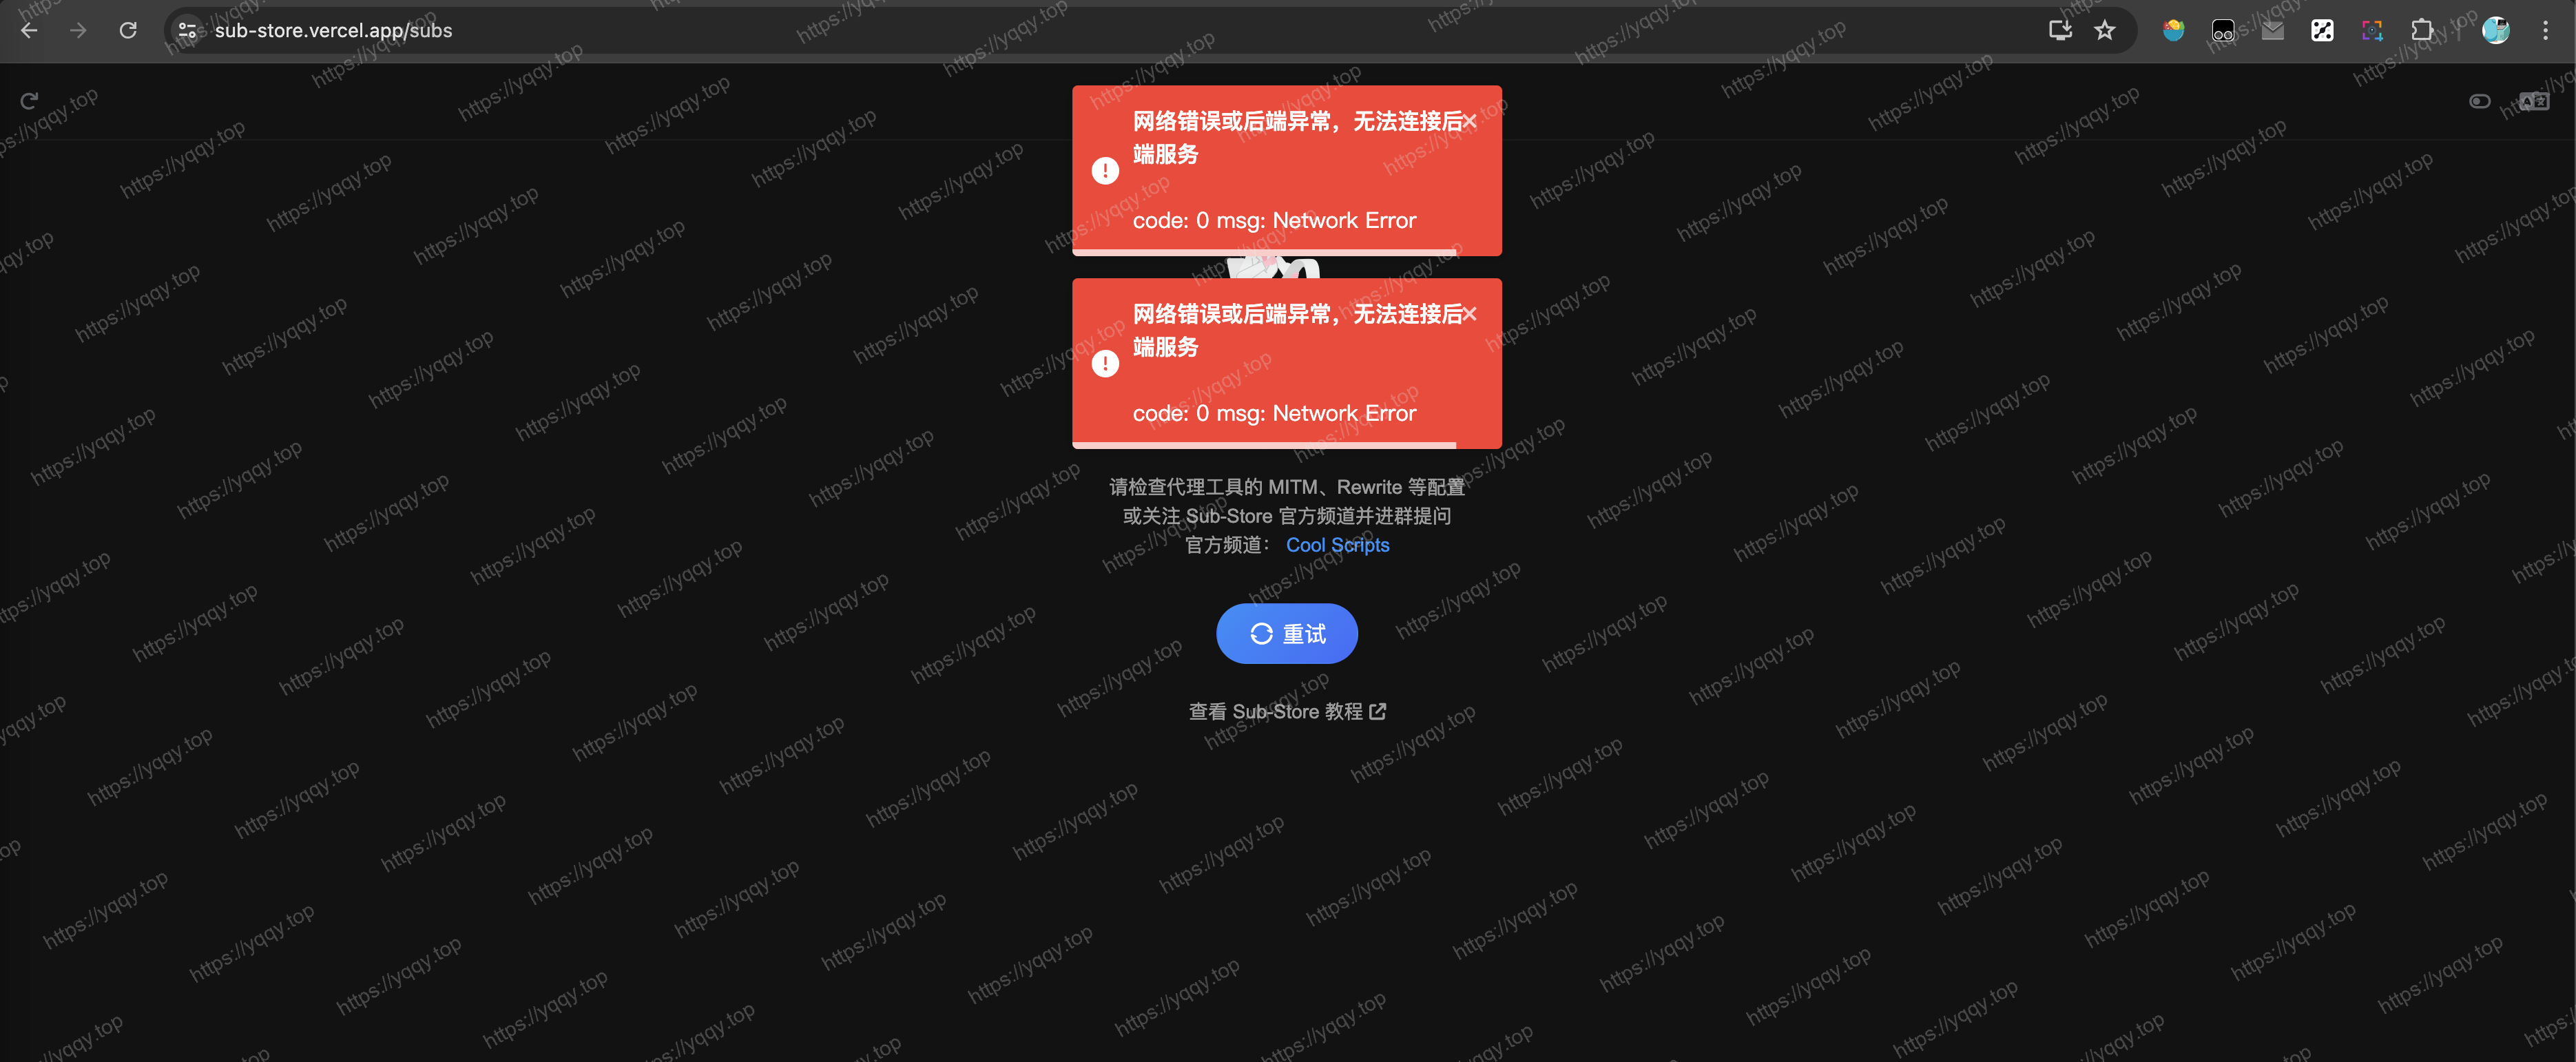 sub-store.vercel.app/subs
网络错误或后端异常，无法连接后
端服务
code: 0 msg: Network Error
网络错误或后端异常，无法连接后
端服务
code: 0 msg: Network Error
请检查代理工具的 MITM、Rewrite 等配置
或关注 Sub-Store 官方频道并进群提问
官方频道： Cool Scripts
重试
查看 Sub-Store 教程
https://yqqy.top